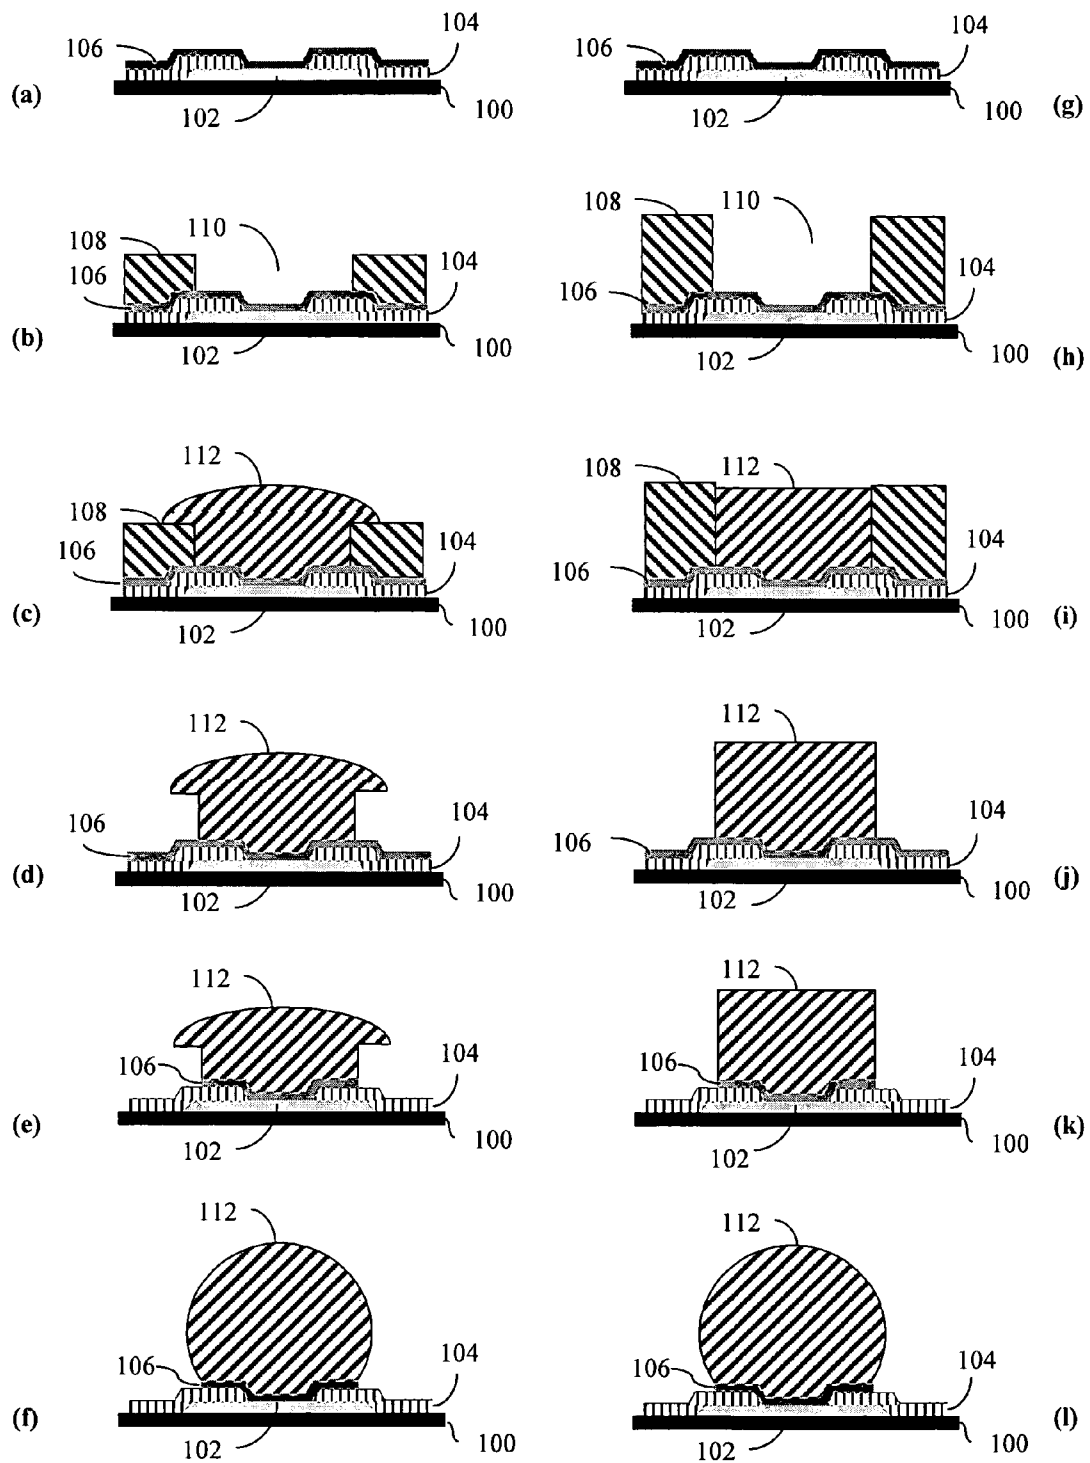 106 104
(a) 102 100
106 104
102 100 (g)
108 110
106 104
(b) 102 100
108 110
106 104
102 100 (h)
112
108
106 104
(c) 102 100
108 112
106 104
102 100 (i)
112
106 104
(d) 102 100
112
106 104
102 100 (j)
112
106 104
(e) 102 100
112
106 104
102 100 (k)
112
106 104
(f) 102 100
112
106 104
102 100 (l)